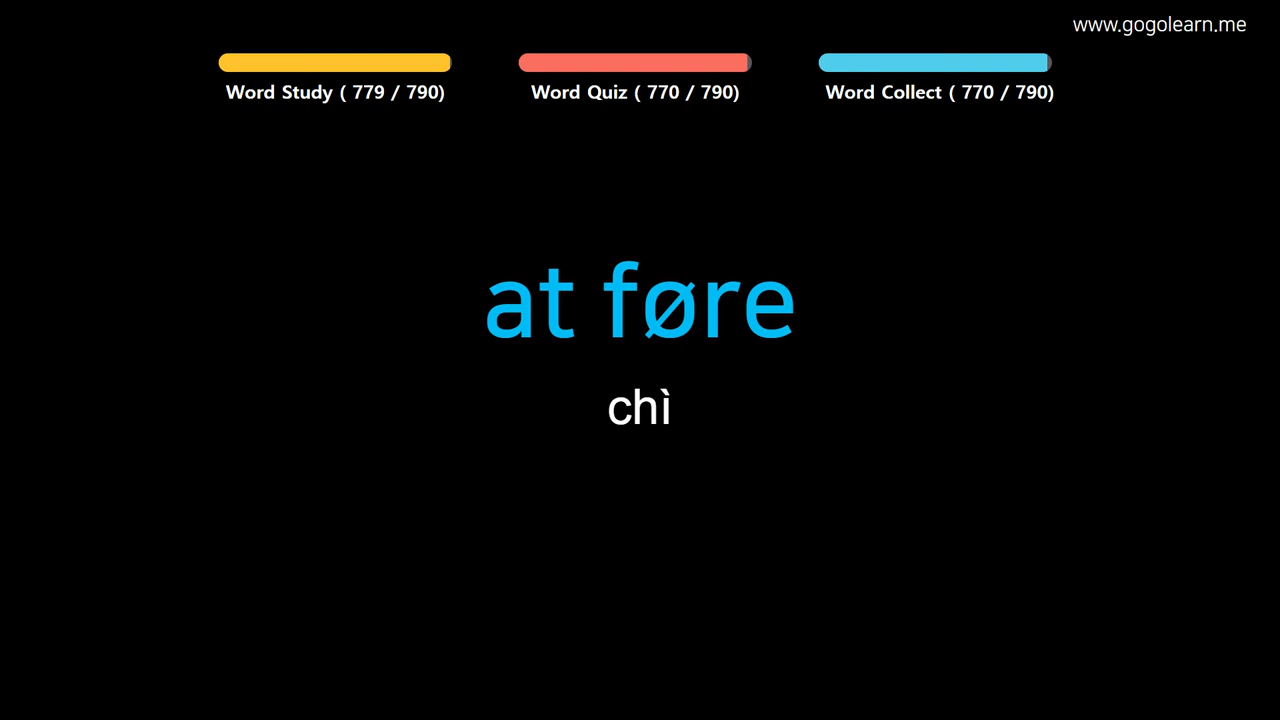 www.gogolearn.me
Word Study ( 779 / 790)
Word Quiz ( 770 / 790)
Word Collect ( 770 / 790)
at føre
chì